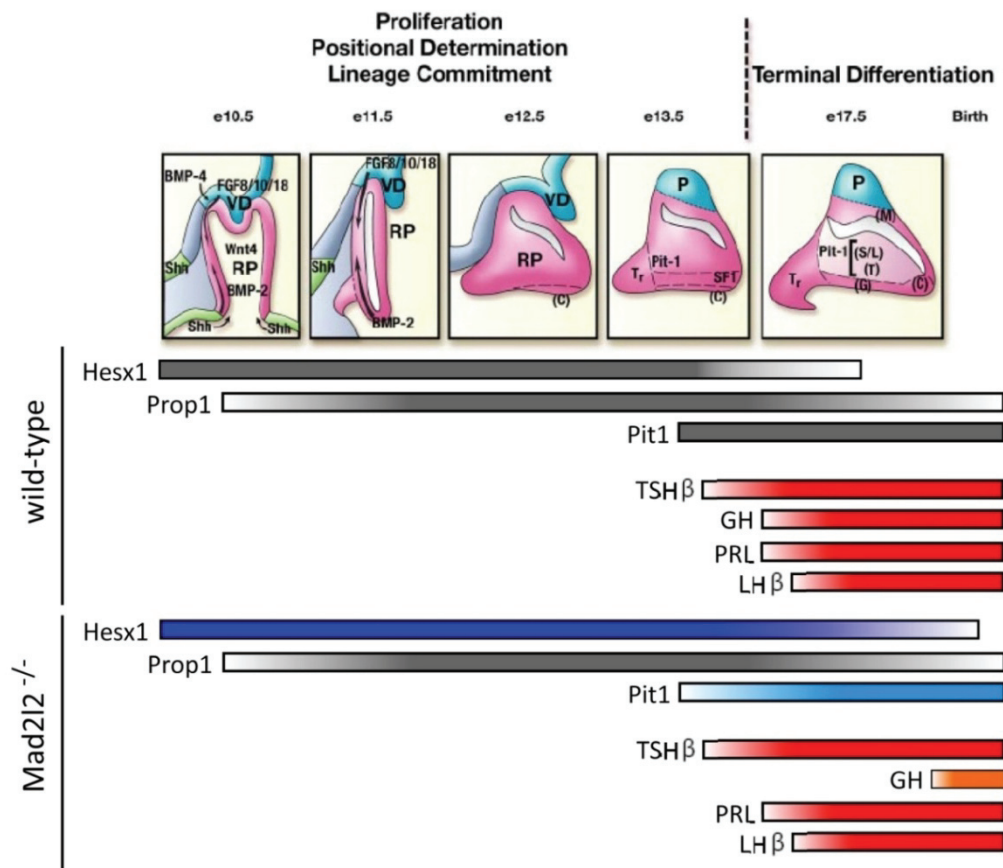 Proliferation
Positional Determination
Lineage Commitment
Terminal Differentiation
e10.5 e11.5 e12.5 e13.5 e17.5 Birth
BMP-4
FGF8/10/18
VD
Wnt4
Shh
RP
BMP-2
Shh
Shh
FGF8/10/18
VD
RP
Shh
BMP-2
VD
RP
(C)
P
Pit-1
Tr
SF1
(C)
P
(M)
Pit-1
(S/L)
(T)
Tr
(G)
(C)
wild-type
Hesx1
Prop1
Pit1
TSHβ
GH
PRL
LHβ
Mad2l2 -/-
Hesx1
Prop1
Pit1
TSHβ
GH
PRL
LHβ